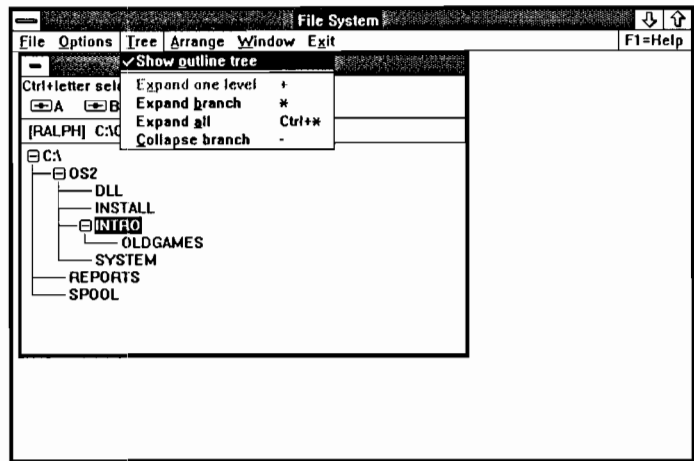 File System
File Options Tree Arrange Window Exit F1=Help
✓Show outline tree
Ctrl+letter sele
Expand one level +
A B
Expand branch *
Expand all Ctrl+*
[RALPH] C:\O
Collapse branch -
C:\
OS2
DLL
INSTALL
INTRO
OLDGAMES
SYSTEM
REPORTS
SPOOL